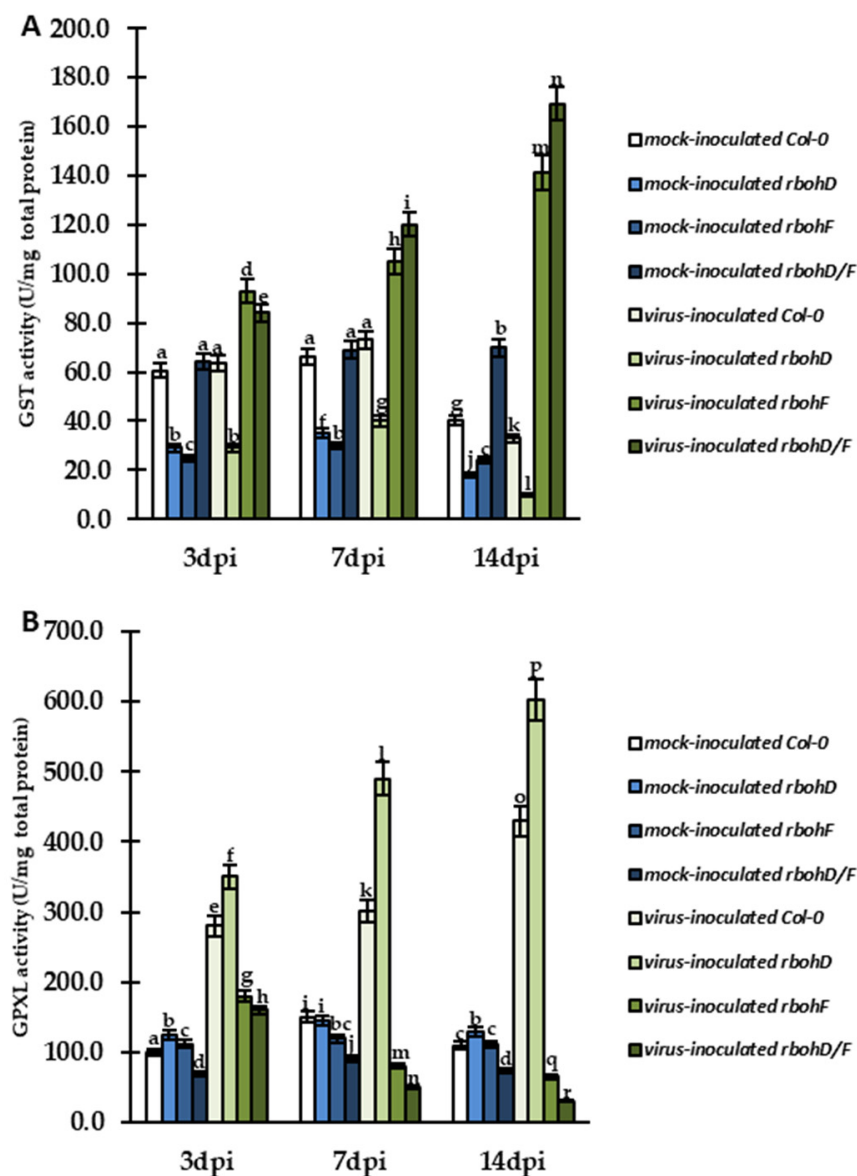 A
200.0
180.0
160.0
140.0
120.0
100.0
80.0
60.0
40.0
20.0
0.0
GST activity (U/mg total protein)
a b c a a b d e
a f b a a g h i
g j c b k l m n
3dpi 7dpi 14dpi
mock-inoculated Col-0
mock-inoculated rbohD
mock-inoculated rbohF
mock-inoculated rbohD/F
virus-inoculated Col-0
virus-inoculated rbohD
virus-inoculated rbohF
virus-inoculated rbohD/F
B
700.0
600.0
500.0
400.0
300.0
200.0
100.0
0.0
GPXL activity (U/mg total protein)
a b c d e f g h
i i bc j k l m n
c b c d o p q r
3dpi 7dpi 14dpi
mock-inoculated Col-0
mock-inoculated rbohD
mock-inoculated rbohF
mock-inoculated rbohD/F
virus-inoculated Col-0
virus-inoculated rbohD
virus-inoculated rbohF
virus-inoculated rbohD/F